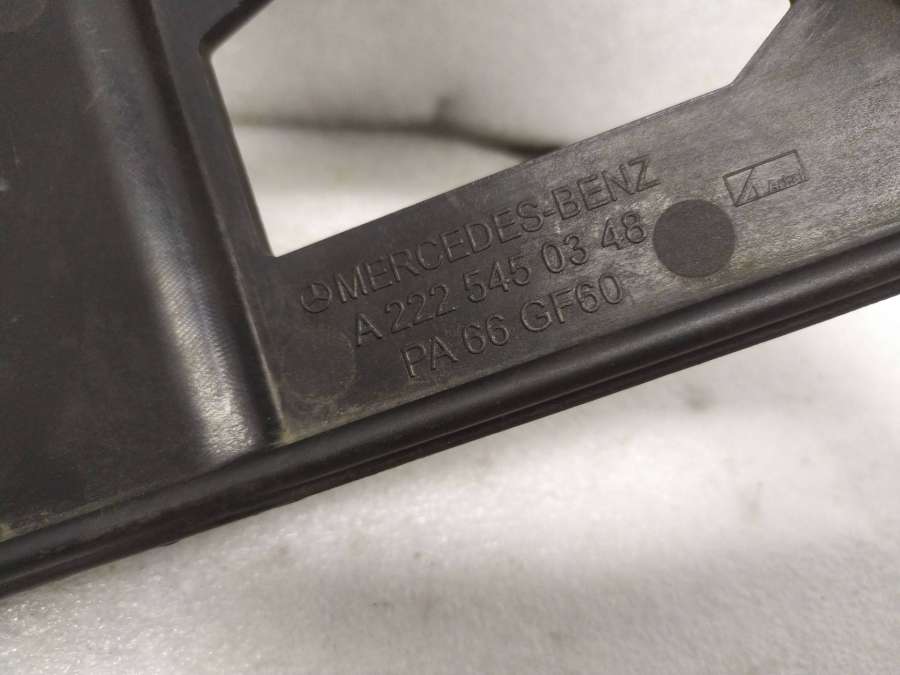 MERCEDES-BENZ
A 222 545 03 48
PA 66 GF60